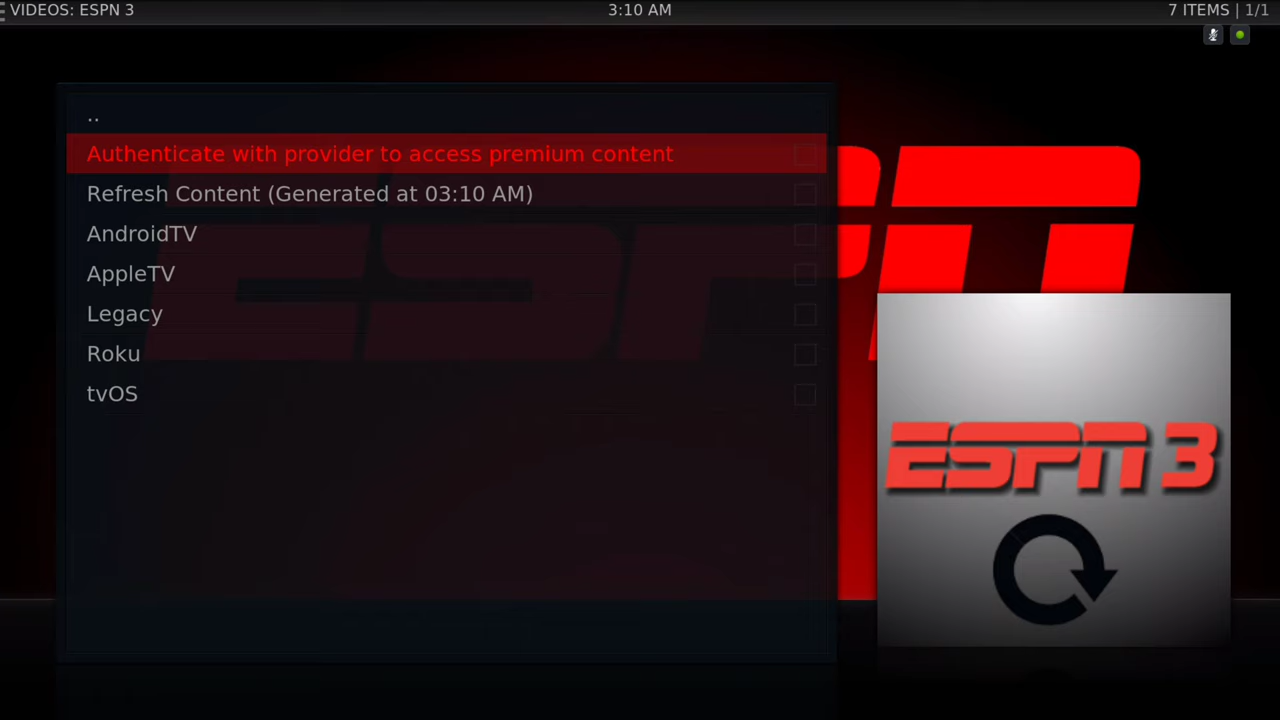 VIDEOS: ESPN 3
3:10 AM
7 ITEMS | 1/1
..
Authenticate with provider to access premium content
Refresh Content (Generated at 03:10 AM)
AndroidTV
AppleTV
Legacy
Roku
tvOS
ESPN
ESPN 3